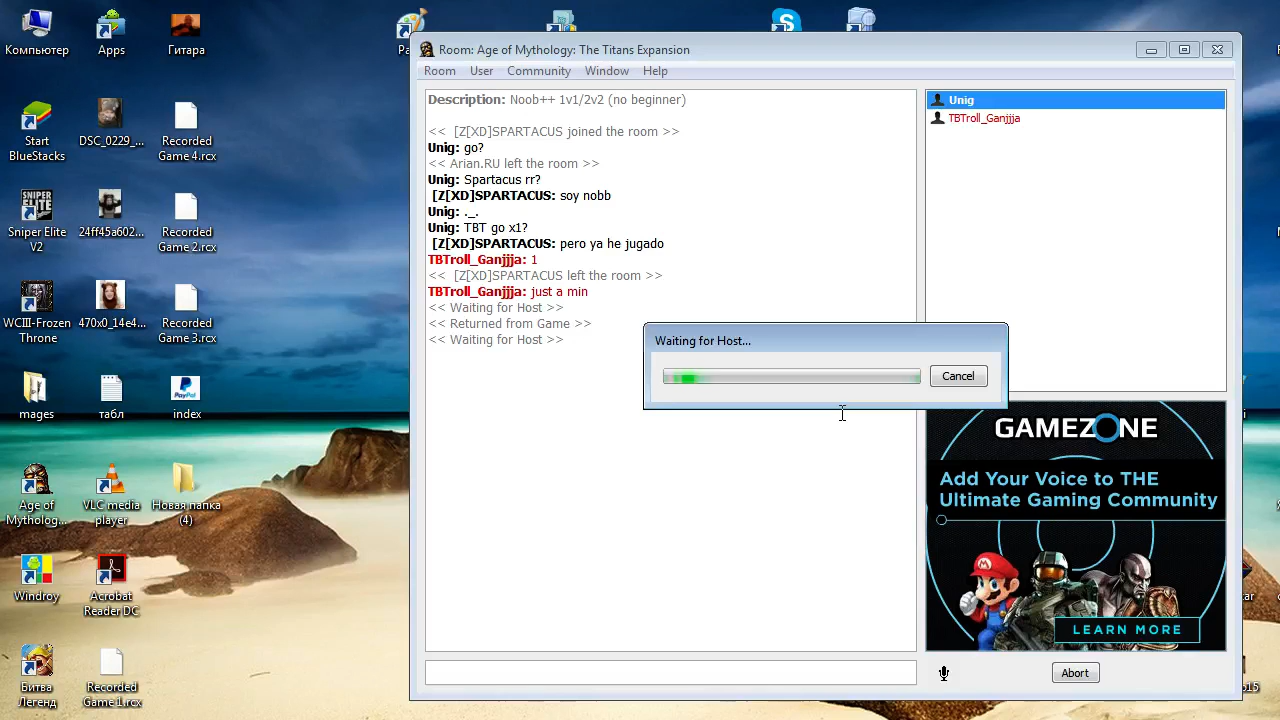 Компьютер
Apps
Гитара
Start
BlueStacks
DSC_0229_...
Recorded
Game 4.rcx
Sniper Elite
V2
24ff45a602...
Recorded
Game 2.rcx
WCIII-Frozen
Throne
470x0_14e4...
Recorded
Game 3.rcx
mages
табл
index
Age of
Mytholog...
VLC media
player
Новая папка
(4)
Windroy
Acrobat
Reader DC
Битва
Легенд
Recorded
Game 1.rcx
Room: Age of Mythology: The Titans Expansion
Room User Community Window Help
Description: Noob++ 1v1/2v2 (no beginner)
<< [Z[XD]SPARTACUS joined the room >>
Unig: go?
<< Arian.RU left the room >>
Unig: Spartacus rr?
[Z[XD]SPARTACUS: soy nobb
Unig: ._.
Unig: TBT go x1?
[Z[XD]SPARTACUS: pero ya he jugado
TBTroll_Ganjjja: 1
<< [Z[XD]SPARTACUS left the room >>
TBTroll_Ganjjja: just a min
<< Waiting for Host >>
<< Returned from Game >>
<< Waiting for Host >>
Unig
TBTroll_Ganjjja
Waiting for Host...
Cancel
GAMEZONE
Add Your Voice to THE
Ultimate Gaming Community
LEARN MORE
Abort